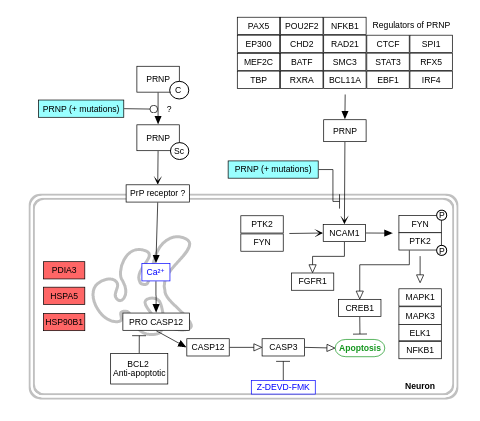 PAX5 POU2F2 NFKB1 Regulators of PRNP
EP300 CHD2 RAD21 CTCF SPI1
MEF2C BATF SMC3 STAT3 RFX5
TBP RXRA BCL11A EBF1 IRF4
PRNP
C
PRNP (+ mutations)
?
PRNP
PRNP
Sc
PRNP (+ mutations)
PrP receptor ?
P
PTK2
FYN
NCAM1
FYN
PTK2
P
PDIA3
Ca²⁺
HSPA5
FGFR1
MAPK1
HSP90B1
PRO CASP12
CREB1
MAPK3
ELK1
NFKB1
CASP12
CASP3
Apoptosis
BCL2
Anti-apoptotic
Z-DEVD-FMK
Neuron